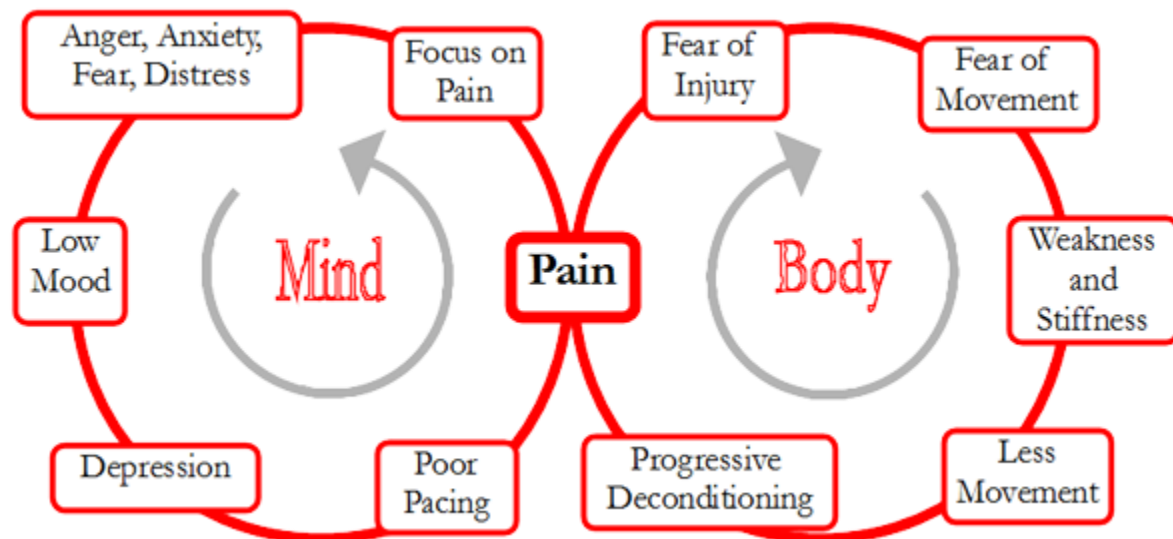 Anger, Anxiety,
Fear, Distress
Focus on
Pain
Fear of
Injury
Fear of
Movement
Low
Mood
Mind
Pain
Body
Weakness
and
Stiffness
Depression
Poor
Pacing
Progressive
Deconditioning
Less
Movement